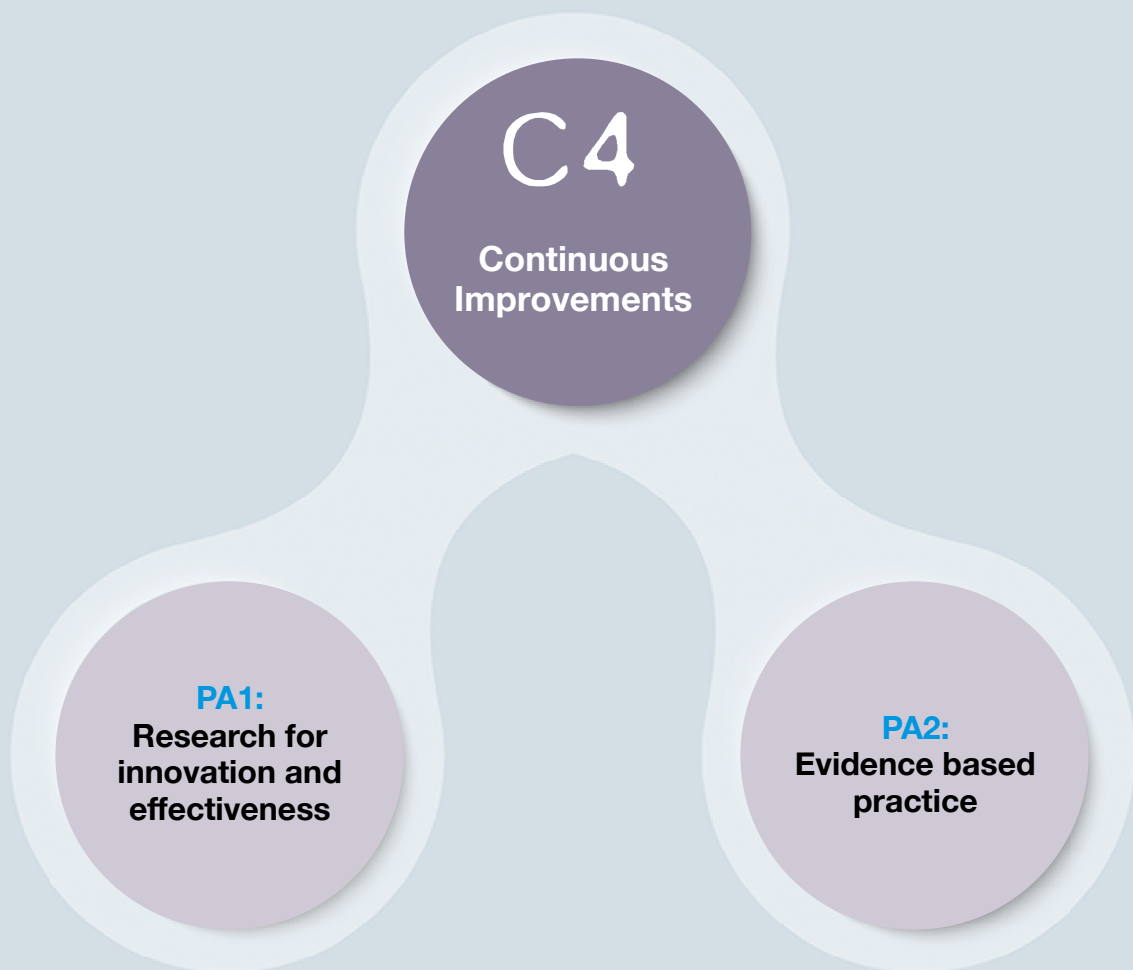 C4
Continuous
Improvements
PA1:
Research for
innovation and
effectiveness
PA2:
Evidence based
practice